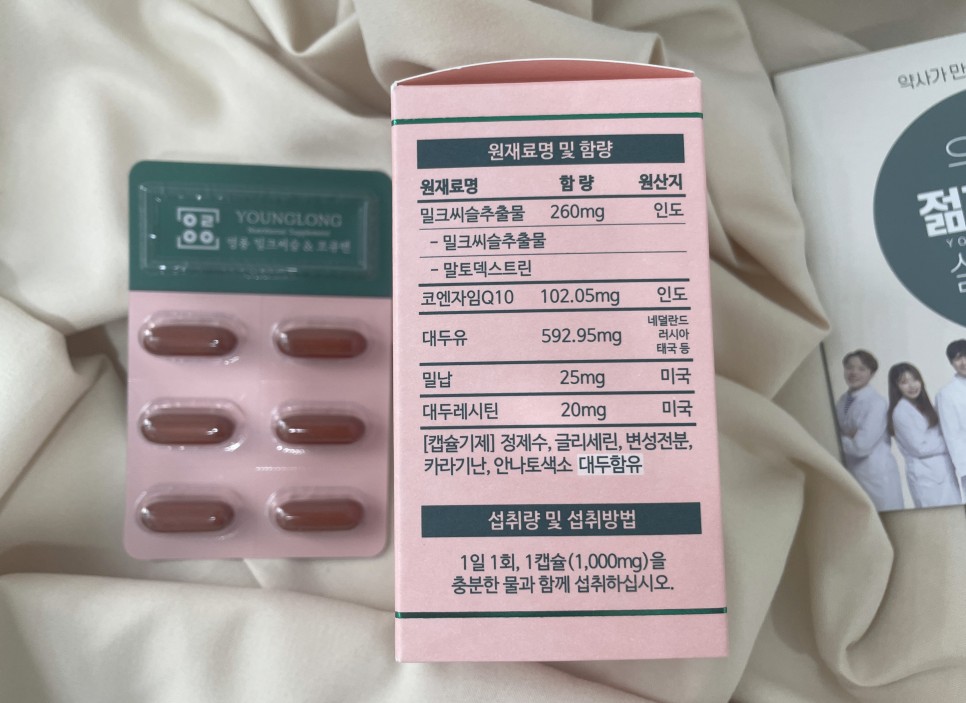 YOUNGLONG
영롱 밀크씨슬 & 코큐텐
원재료명 및 함량
원재료명 함 량 원산지
밀크씨슬추출물 260mg 인도
- 밀크씨슬추출물
- 말토덱스트린
코엔자임Q10 102.05mg 인도
대두유 592.95mg 네덜란드
러시아
태국 등
밀납 25mg 미국
대두레시틴 20mg 미국
[캡슐기제] 정제수, 글리세린, 변성전분,
카라기난, 안나토색소 대두함유
섭취량 및 섭취방법
1일 1회, 1캡슐(1,000mg)을
충분한 물과 함께 섭취하십시오.
약사가